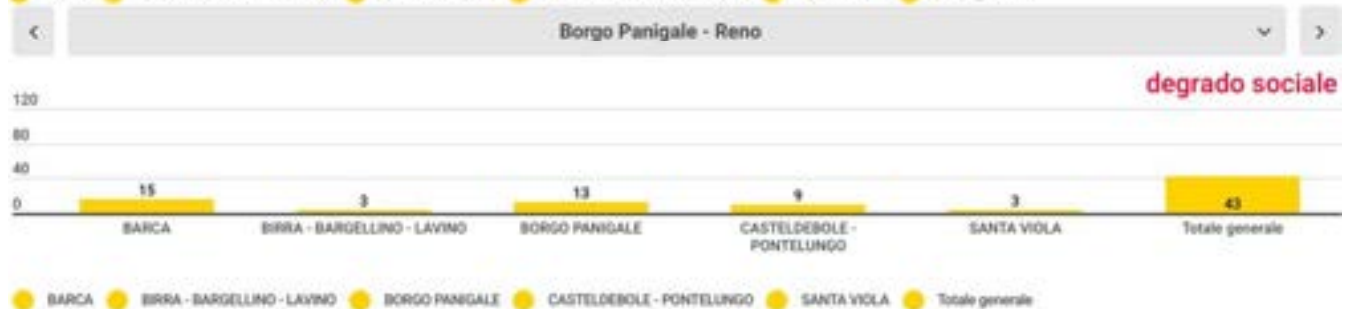 Borgo Panigale - Reno
degrado sociale
120
80
40
0
15
3
13
9
3
43
BARCA
BIRRA - BARGELLINO - LAVINO
BORGO PANIGALE
CASTELDEBOLE -
PONTELUNGO
SANTA VIOLA
Totale generale
BARCA BIRRA - BARGELLINO - LAVINO BORGO PANIGALE CASTELDEBOLE - PONTELUNGO SANTA VIOLA Totale generale